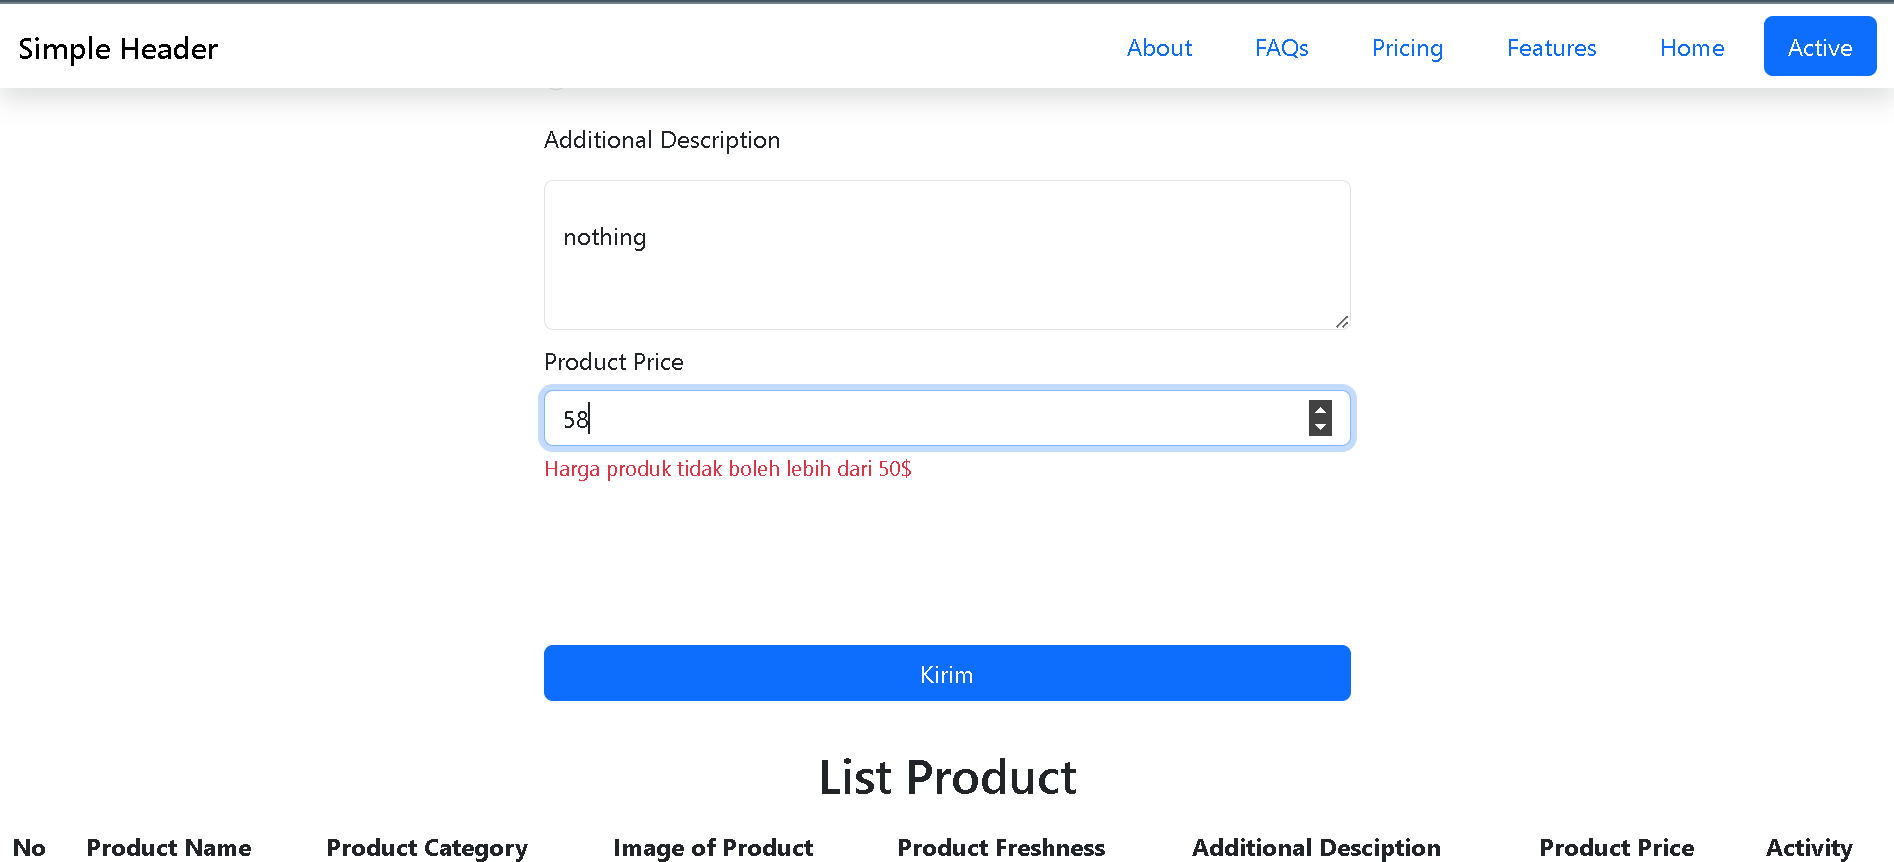 Simple Header About FAQs Pricing Features Home Active
Additional Description
nothing
Product Price
58
Harga produk tidak boleh lebih dari 50$
Kirim
List Product
No Product Name Product Category Image of Product Product Freshness Additional Desciption Product Price Activity